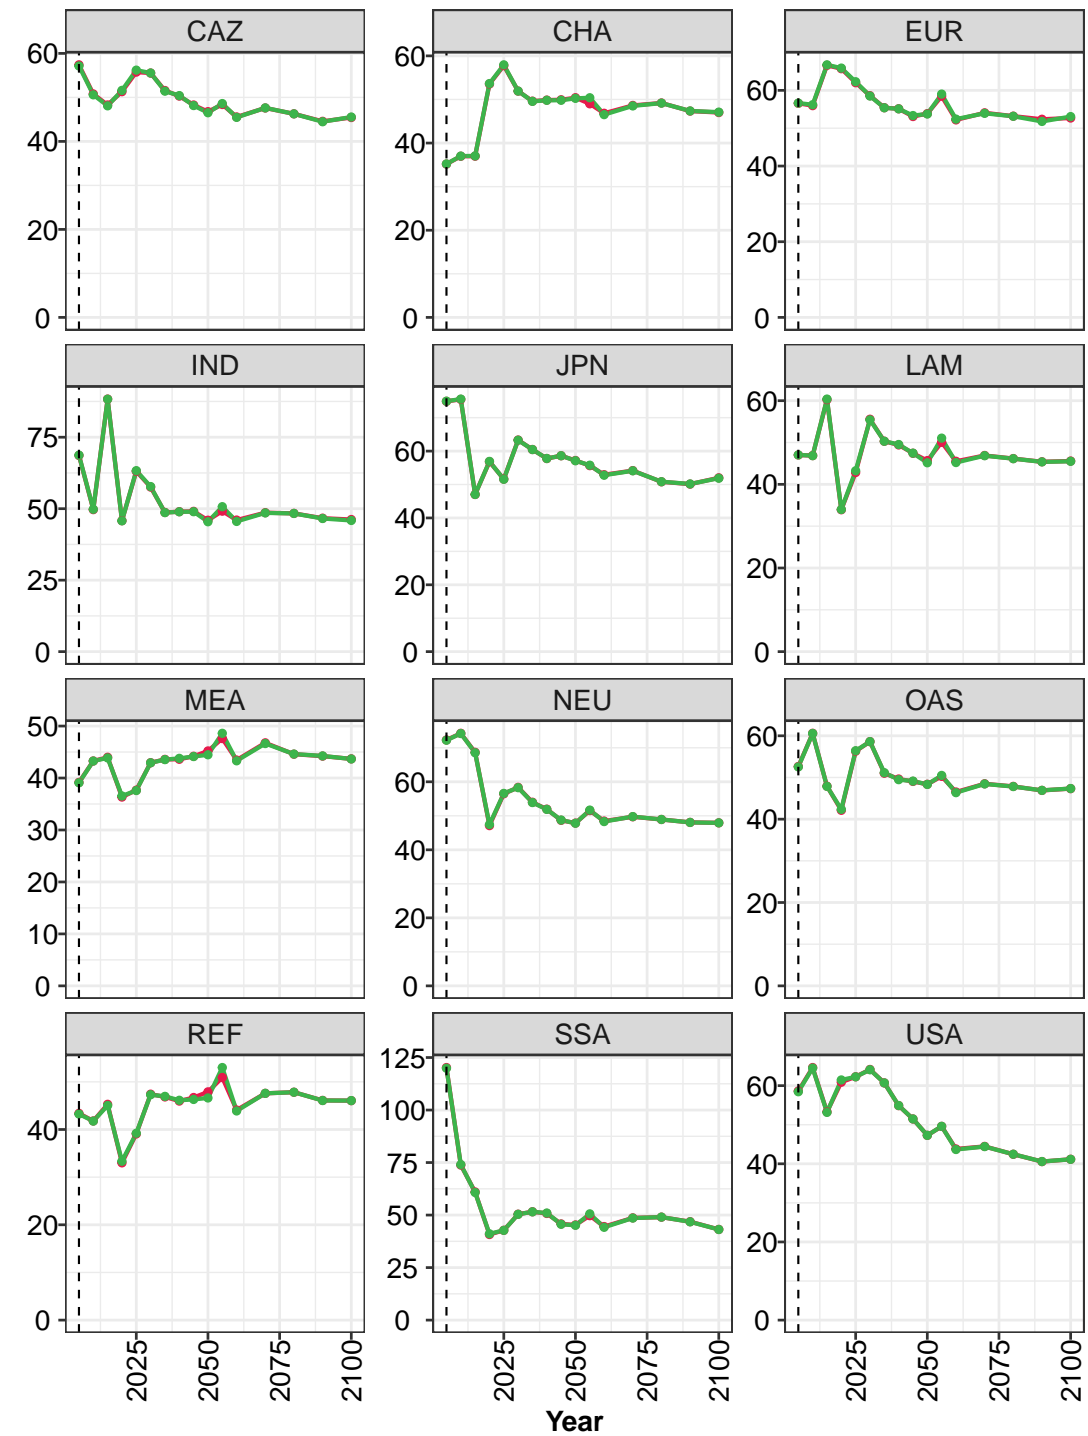 CAZ CHA EUR
60 60 60
40 40 40
20 20 20
0 0 0
IND JPN LAM
75 60 60
50 40 40
25 20 20
0 0 0
MEA NEU OAS
50 60 60
40 40 40
30 20 20
20 0 0
10
0
REF SSA USA
40 125 60
20 100 40
0 75 20
50 0
25
0
2025 2050 2075 2100 2025 2050 2075 2100 2025 2050 2075 2100
Year